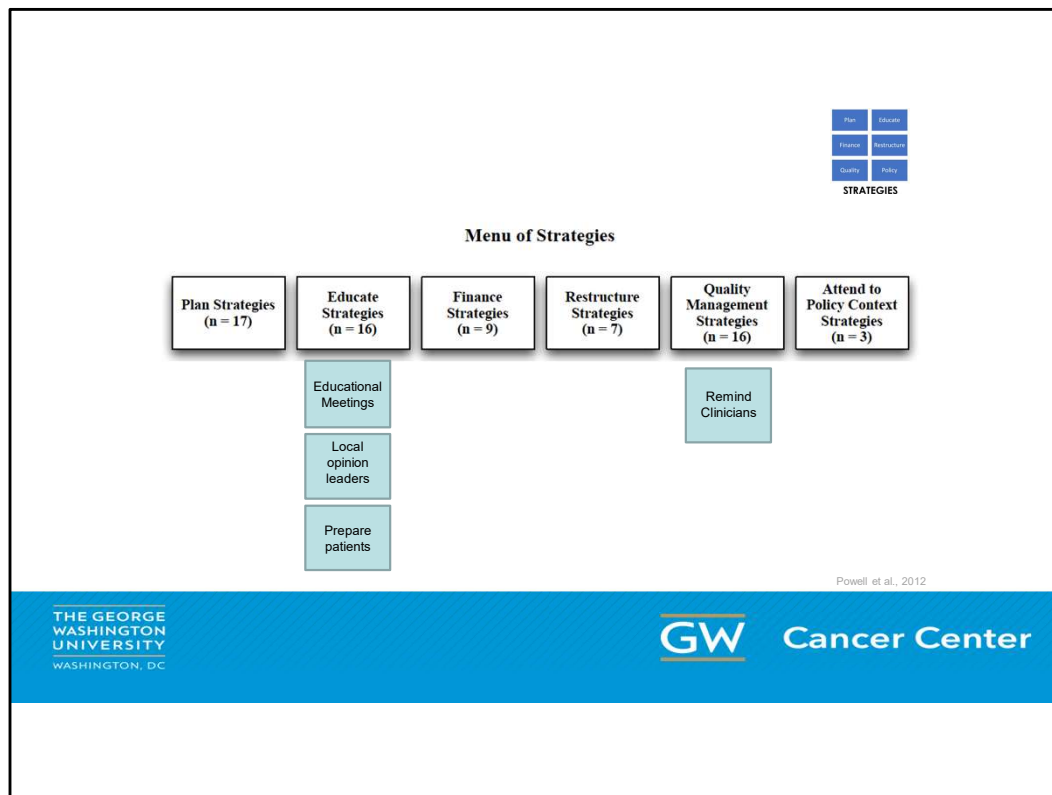 Plan
Educate
Finance
Restructure
Quality
Policy
STRATEGIES
Menu of Strategies
Plan Strategies
(n = 17)
Educate
Strategies
(n = 16)
Finance
Strategies
(n = 9)
Restructure
Strategies
(n = 7)
Quality
Management
Strategies
(n = 16)
Attend to
Policy Context
Strategies
(n = 3)
Educational
Meetings
Local
opinion
leaders
Prepare
patients
Remind
Clinicians
Powell et al., 2012
THE GEORGE
WASHINGTON
UNIVERSITY
WASHINGTON, DC
GW
Cancer Center